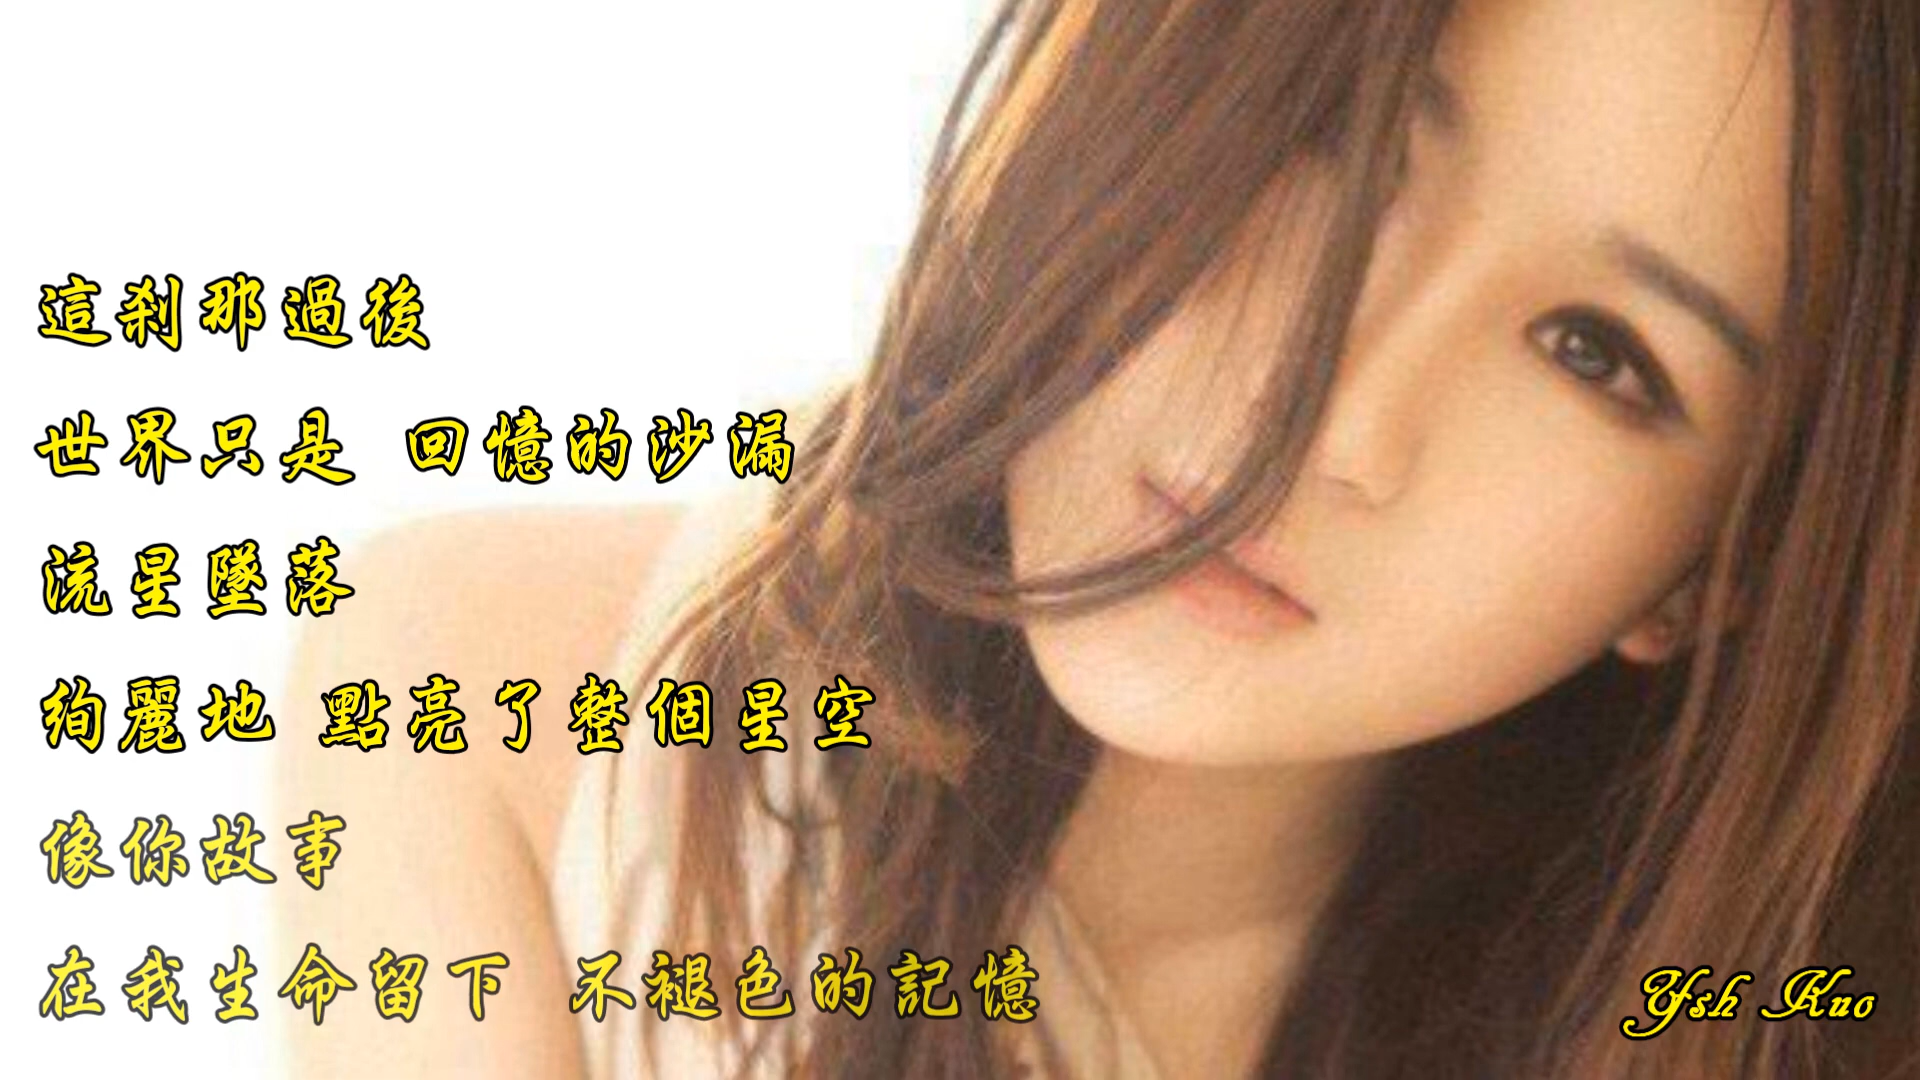 這剎那過後
世界只是 回憶的沙漏
流星墜落
絢麗地 點亮了整個星空
像你故事
在我生命留下 不褪色的記憶
Ysh Kuo